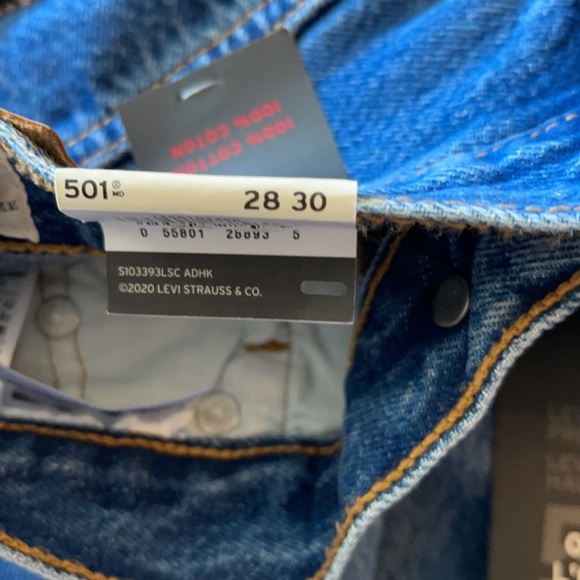 501® MD 28 30
0 55801 26893 5
S103393LSC ADHK
©2020 LEVI STRAUSS & CO.
100% COTTON
100% COTON